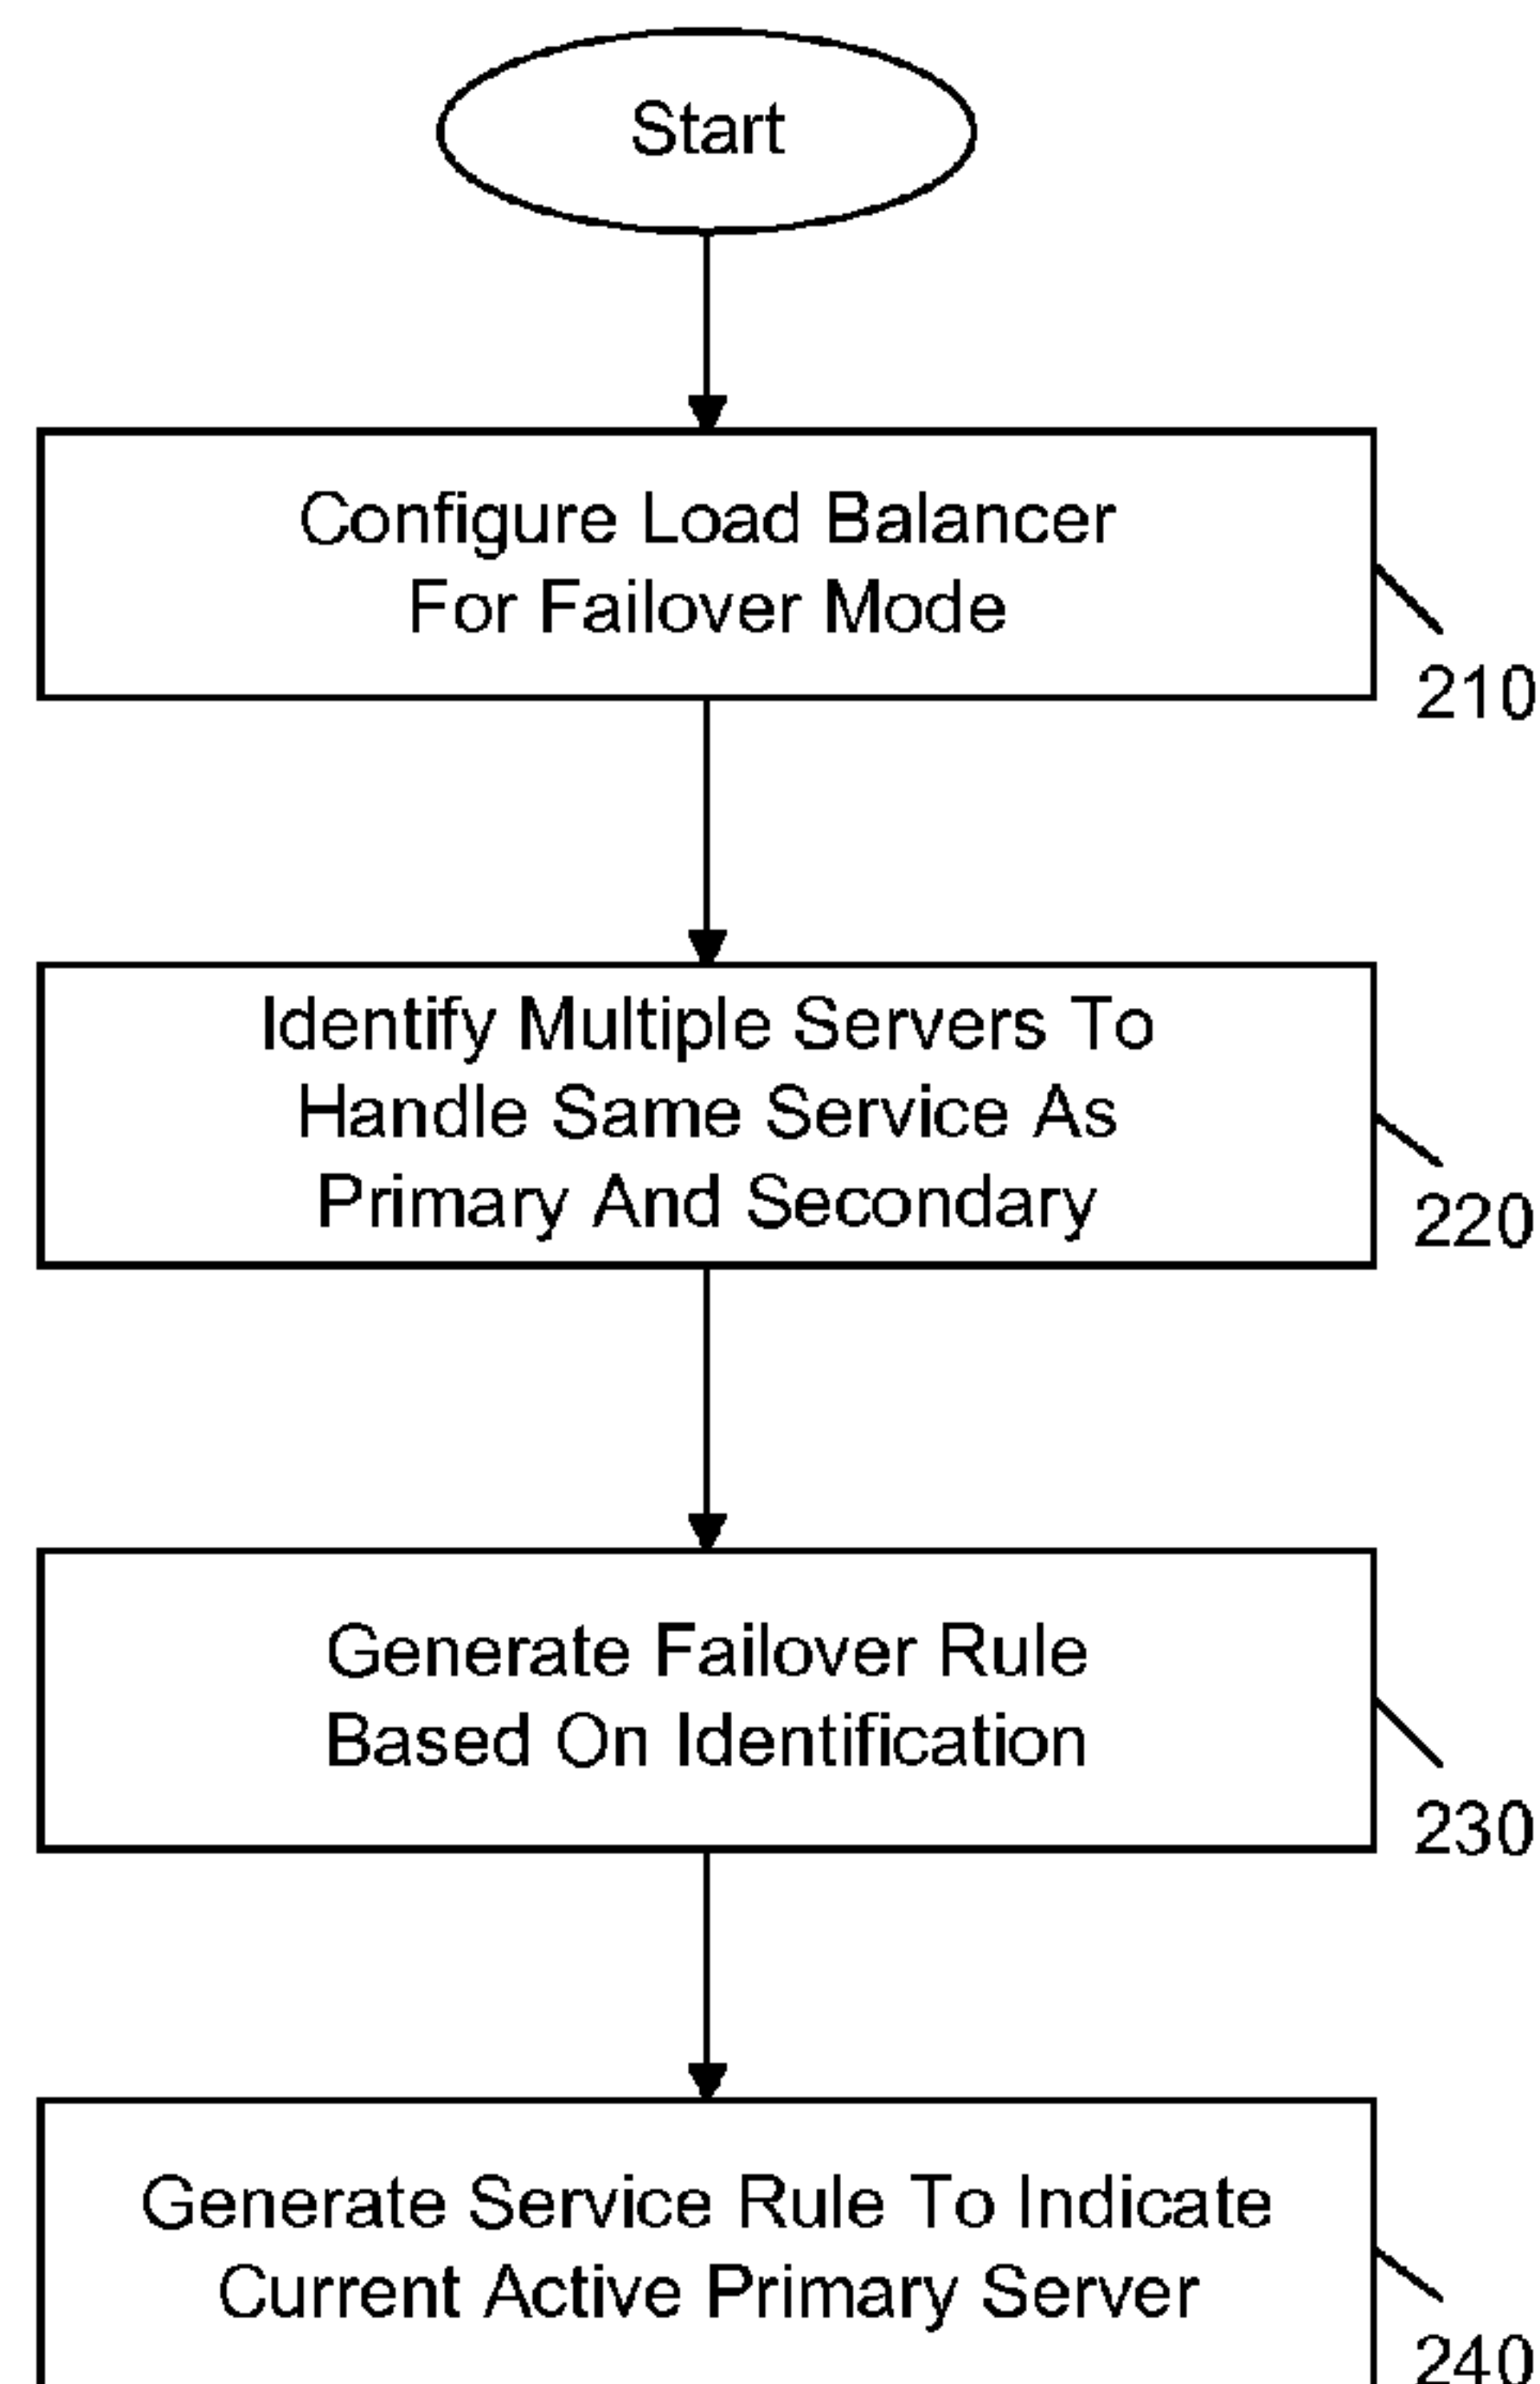 Start
Configure Load Balancer
For Failover Mode
210
Identify Multiple Servers To
Handle Same Service As
Primary And Secondary
220
Generate Failover Rule
Based On Identification
230
Generate Service Rule To Indicate
Current Active Primary Server
240